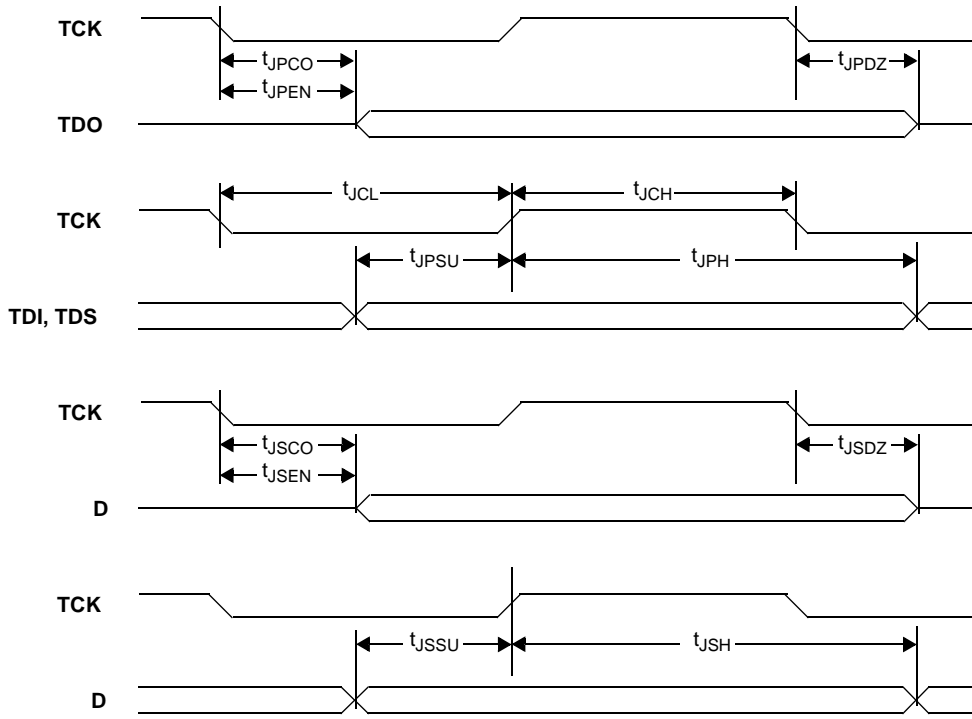 TCK
tJPCO
tJPDZ
tJPEN
TDO
tJCL
tJCH
TCK
tJPSU
tJPH
TDI, TDS
TCK
tJSCO
tJSDZ
tJSEN
D
TCK
tJSSU
tJSH
D